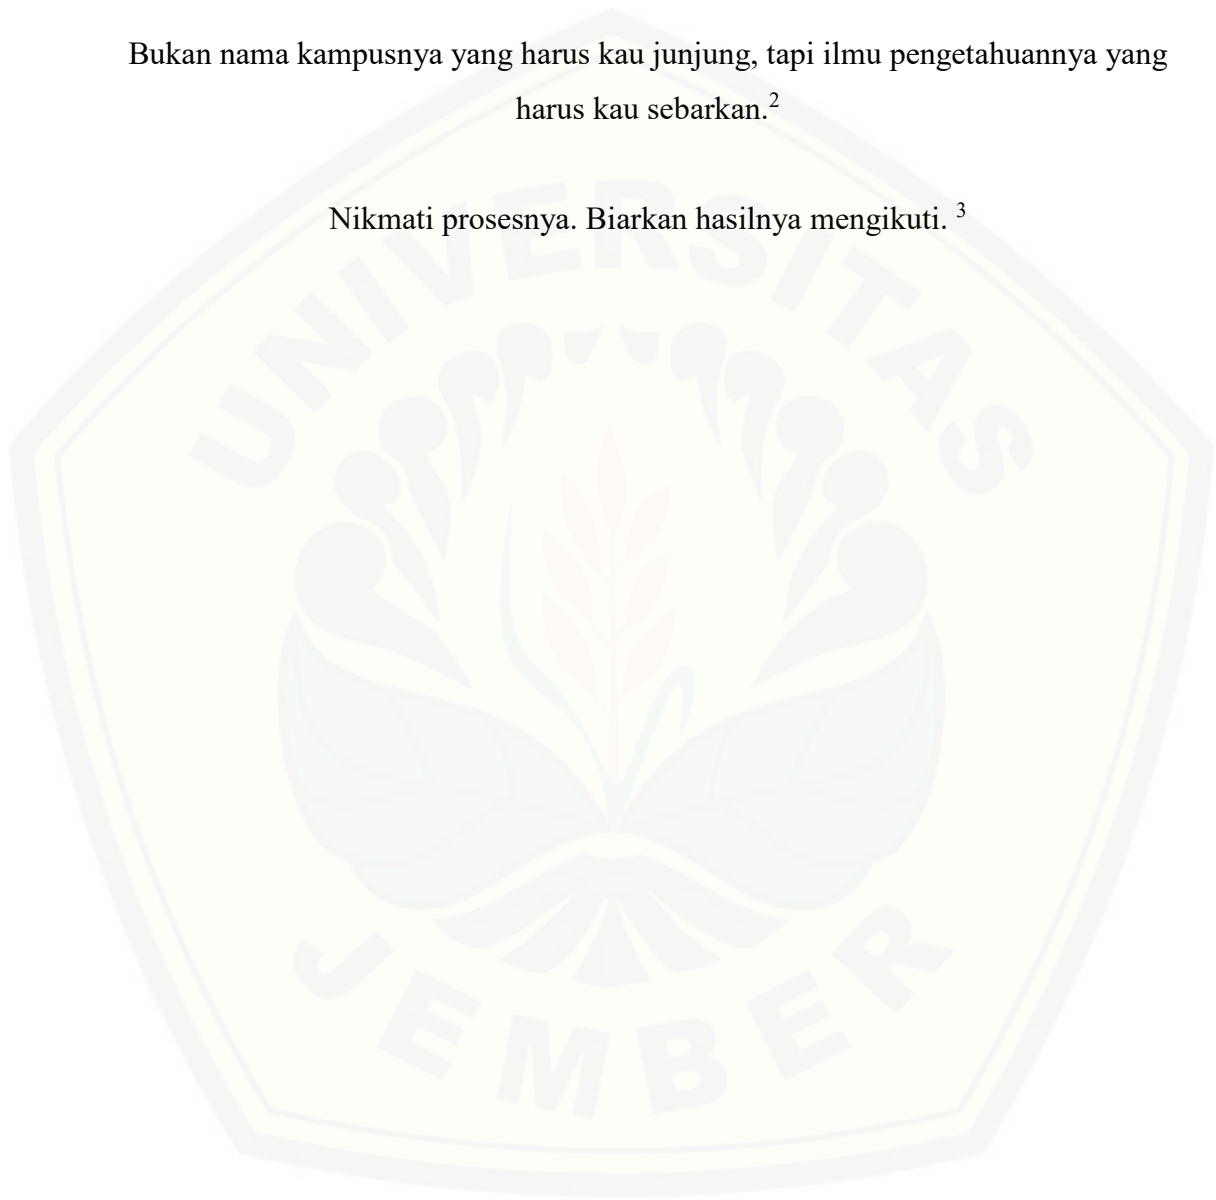 Bukan nama kampusnya yang harus kau junjung, tapi ilmu pengetahuannya yang
harus kau sebarkan.²
Nikmati prosesnya. Biarkan hasilnya mengikuti. ³
UNIVERSITAS
JEMBER